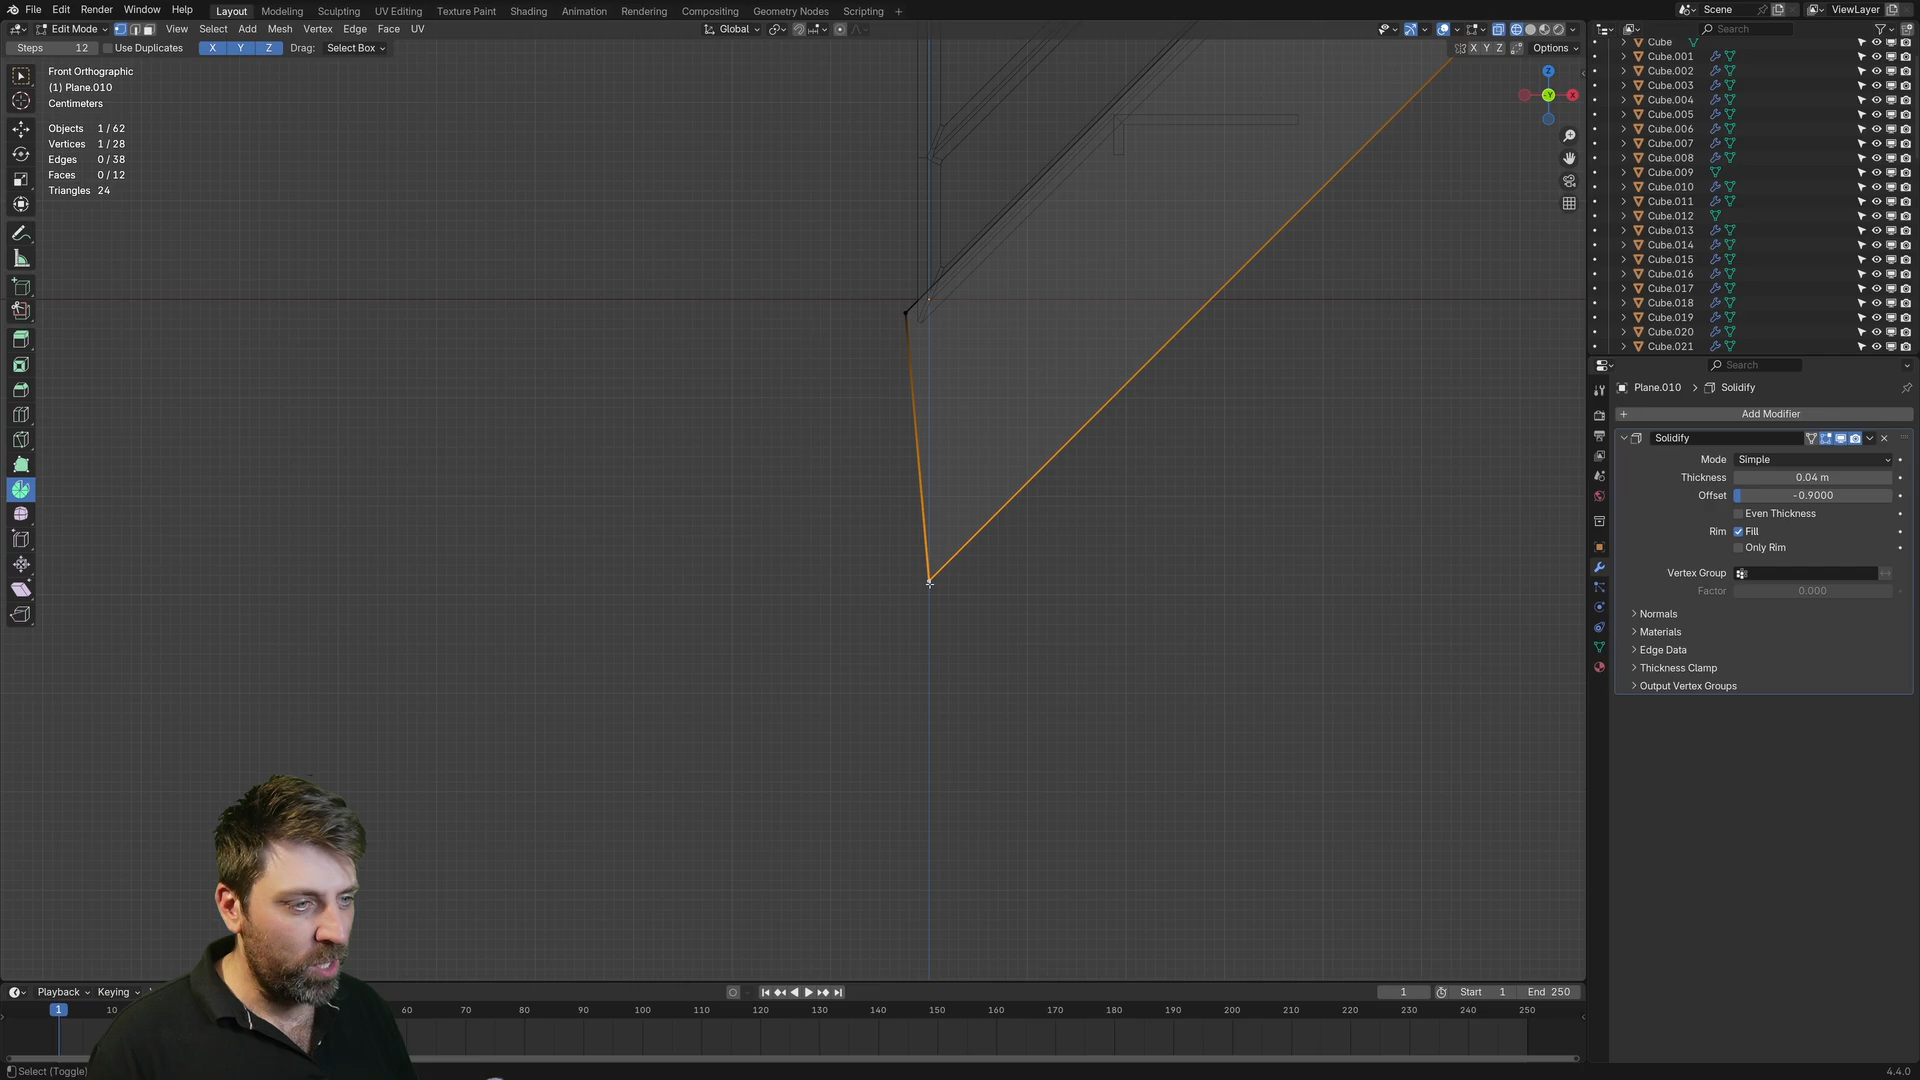 File Edit Render Window Help
Layout Modeling Sculpting UV Editing Texture Paint Shading Animation Rendering Compositing Geometry Nodes Scripting +
Scene
ViewLayer
Edit Mode View Select Add Mesh Vertex Edge Face UV
Global
Search
Steps 12 Use Duplicates X Y Z Drag: Select Box
X Y Z Options
Front Orthographic
(1) Plane.010
Centimeters
Objects 1 / 62
Vertices 1 / 28
Edges 0 / 38
Faces 0 / 12
Triangles 24
Z
-Y
X
Cube
Cube.001
Cube.002
Cube.003
Cube.004
Cube.005
Cube.006
Cube.007
Cube.008
Cube.009
Cube.010
Cube.011
Cube.012
Cube.013
Cube.014
Cube.015
Cube.016
Cube.017
Cube.018
Cube.019
Cube.020
Cube.021
Search
Plane.010 > Solidify
+ Add Modifier
Solidify
Mode Simple
Thickness 0.04 m
Offset -0.9000
Even Thickness
Rim Fill
Only Rim
Vertex Group
Factor 0.000
Normals
Materials
Edge Data
Thickness Clamp
Output Vertex Groups
Playback Keying
1 Start 1 End 250
1 10 60 70 80 90 100 110 120 130 140 150 160 170 180 190 200 210 220 230 240 250
Select (Toggle)
4.4.0